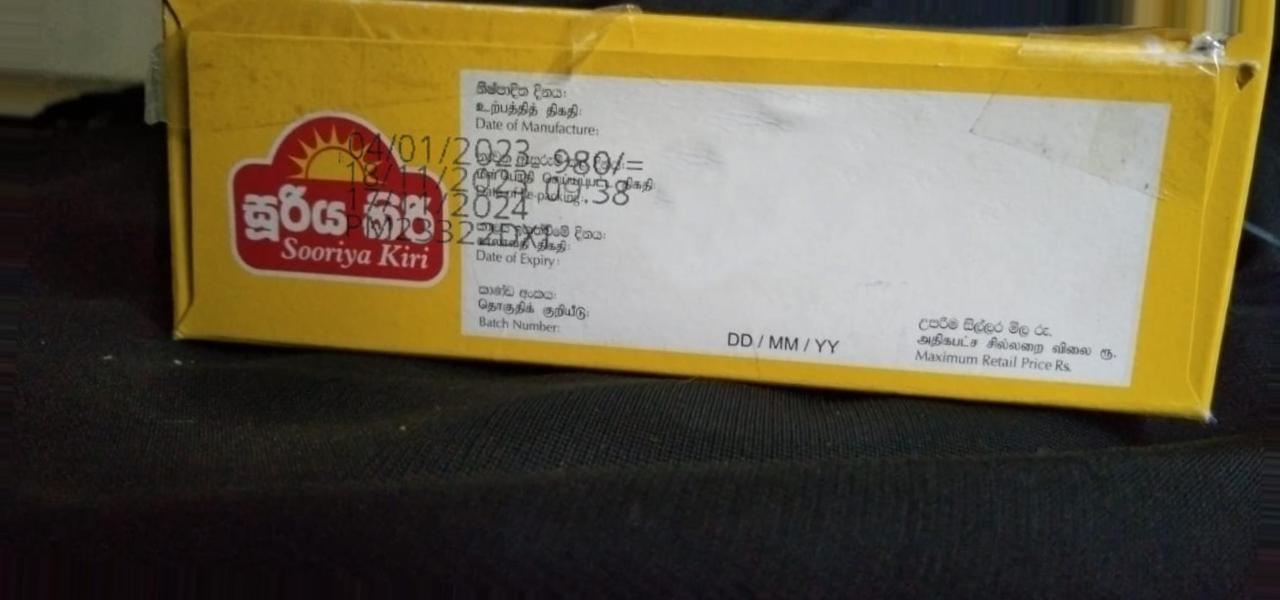 නිෂ්පාදිත දිනය:
உற்பத்தித் திகதி:
Date of Manufacture:
04/01/2023 980/=
18/11/2023 09:38
17/11/2024
සූරිය කිරි
Sooriya Kiri
Date of Expiry:
කාණ්ඩ අංකය:
தொகுதிக் குறியீடு:
Batch Number:
DD / MM / YY
උපරිම සිල්ලර මිල රු.
அதிகபட்ச சில்லறை விலை ரூ.
Maximum Retail Price Rs.